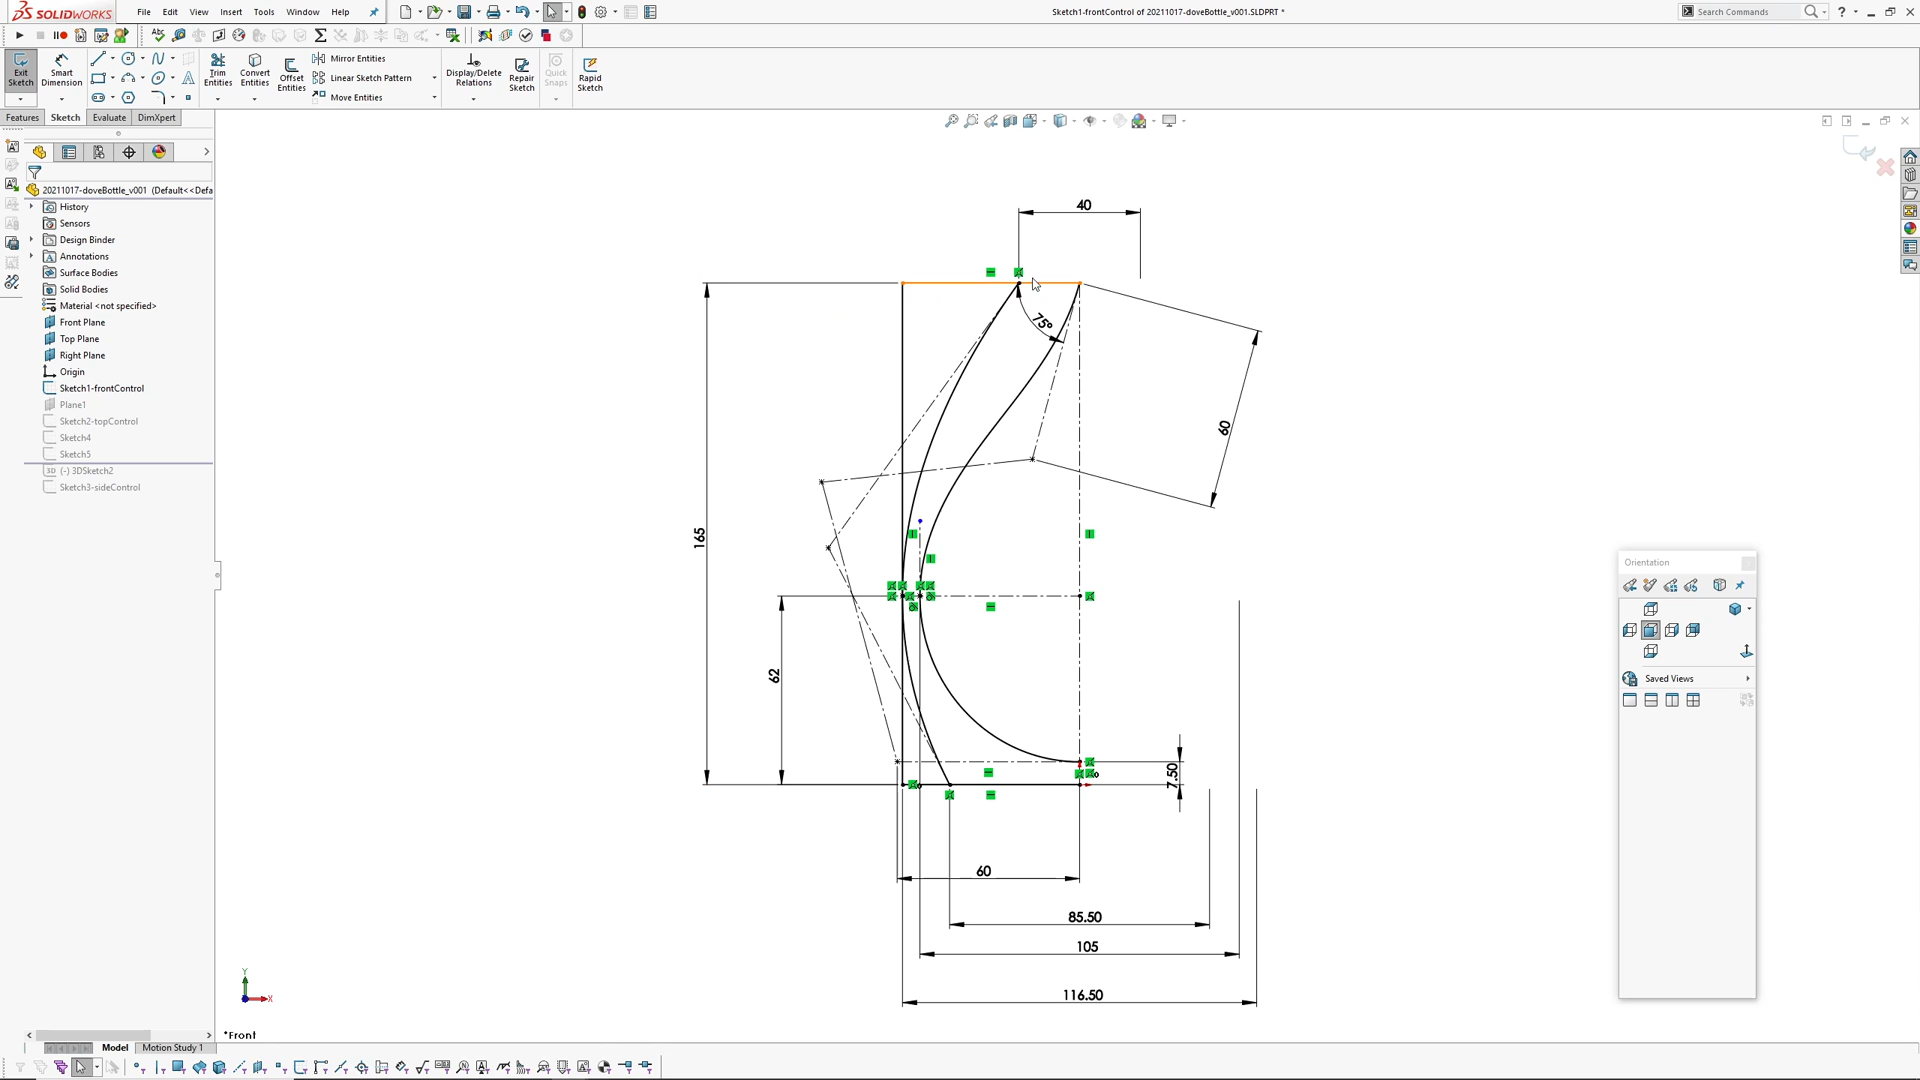 SOLIDWORKS
File Edit View Insert Tools Window Help
Sketch1-frontControl of 20211017-doveBottle_v001.SLDPRT *
Search Commands
Exit Sketch
Smart Dimension
Trim Entities
Convert Entities
Offset Entities
Mirror Entities
Linear Sketch Pattern
Move Entities
Display/Delete Relations
Repair Sketch
Quick Snaps
Rapid Sketch
Features Sketch Evaluate DimXpert
20211017-doveBottle_v001 (Default<<Defa
History
Sensors
Design Binder
Annotations
Surface Bodies
Solid Bodies
Material <not specified>
Front Plane
Top Plane
Right Plane
Origin
Sketch1-frontControl
Plane1
Sketch2-topControl
Sketch4
Sketch5
3D (-) 3DSketch2
Sketch3-sideControl
40
75°
60
165
62
7.50
60
85.50
105
116.50
Orientation
Saved Views
Y
X
*Front
Model Motion Study 1